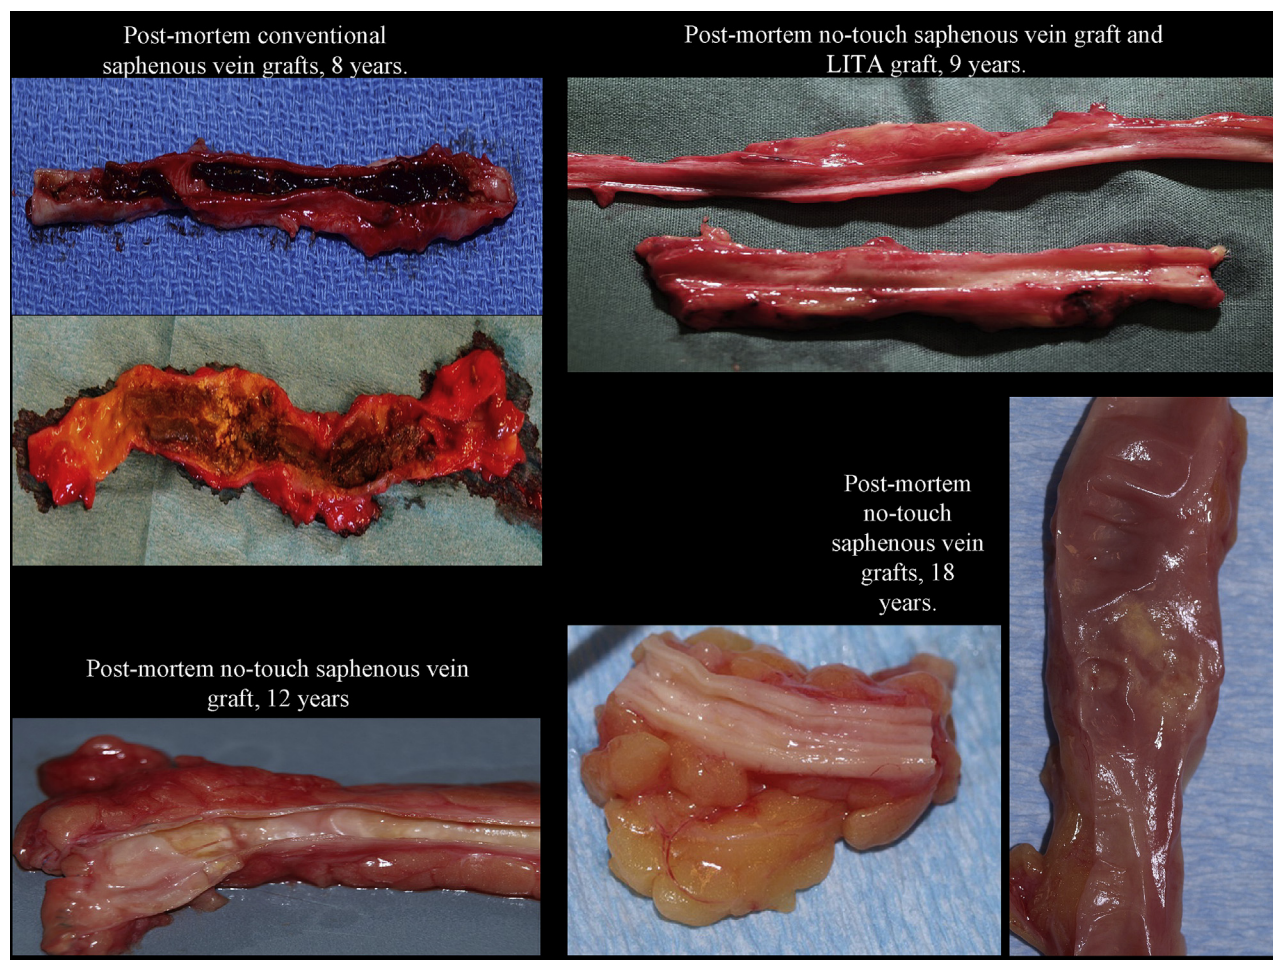 Post-mortem conventional
saphenous vein grafts, 8 years.
Post-mortem no-touch saphenous vein graft and
LITA graft, 9 years.
Post-mortem
no-touch
saphenous vein
grafts, 18
years.
Post-mortem no-touch saphenous vein
graft, 12 years